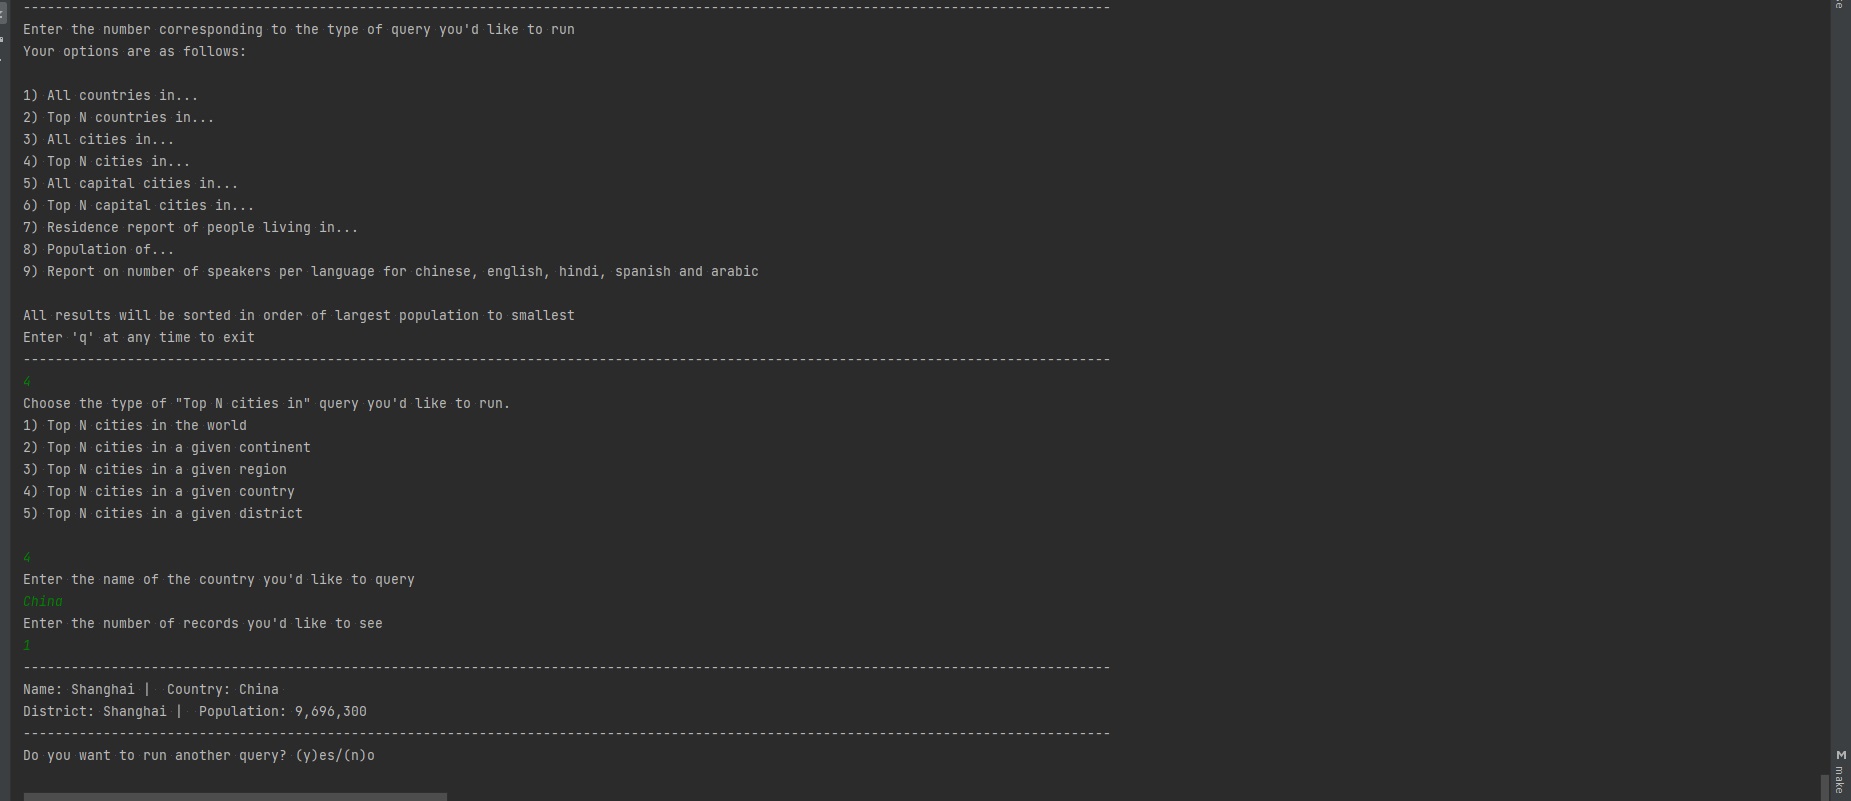 ---------------------------------------------------------------------------------------------------------------------------------------
Enter the number corresponding to the type of query you'd like to run
Your options are as follows:
1) All countries in...
2) Top N countries in...
3) All cities in...
4) Top N cities in...
5) All capital cities in...
6) Top N capital cities in...
7) Residence report of people living in...
8) Population of...
9) Report on number of speakers per language for chinese, english, hindi, spanish and arabic
All results will be sorted in order of largest population to smallest
Enter 'q' at any time to exit
---------------------------------------------------------------------------------------------------------------------------------------
4
Choose the type of "Top N cities in" query you'd like to run.
1) Top N cities in the world
2) Top N cities in a given continent
3) Top N cities in a given region
4) Top N cities in a given country
5) Top N cities in a given district
4
Enter the name of the country you'd like to query
China
Enter the number of records you'd like to see
1
---------------------------------------------------------------------------------------------------------------------------------------
Name: Shanghai |  Country: China
District: Shanghai |  Population: 9,696,300
---------------------------------------------------------------------------------------------------------------------------------------
Do you want to run another query? (y)es/(n)o
M make